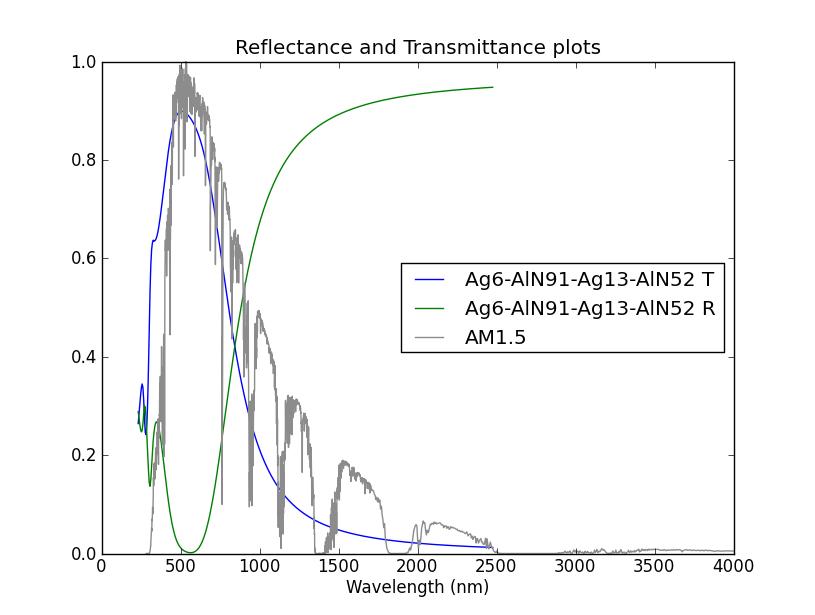 Reflectance and Transmittance plots
1.0
0.8
0.6
0.4
0.2
0.0
Ag6-AlN91-Ag13-AlN52 T
Ag6-AlN91-Ag13-AlN52 R
AM1.5
0 500 1000 1500 2000 2500 3000 3500 4000
Wavelength (nm)